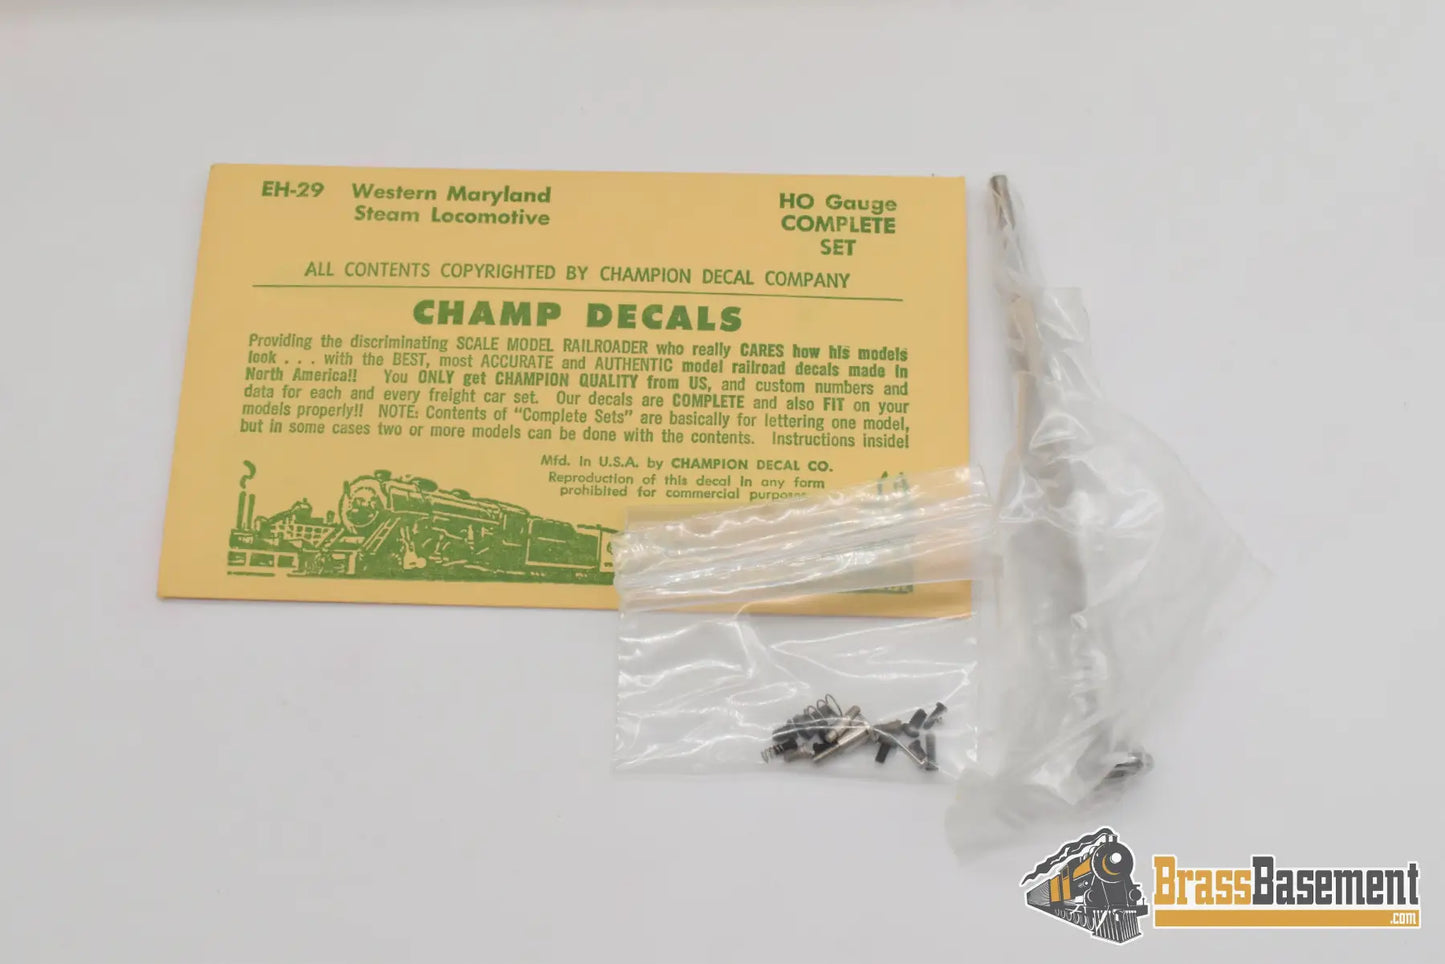 EH-29 Western Maryland
Steam Locomotive
HO Gauge
COMPLETE
SET
ALL CONTENTS COPYRIGHTED BY CHAMPION DECAL COMPANY
CHAMP DECALS
Providing the discriminating SCALE MODEL RAILROADER who really CARES how his models
look . . . with the BEST, most ACCURATE and AUTHENTIC model railroad decals made in
North America!! You ONLY get CHAMPION QUALITY from US, and custom numbers and
data for each and every freight car set. Our decals are COMPLETE and also FIT on your
models properly!! NOTE: Contents of "Complete Sets" are basically for lettering one model,
but in some cases two or more models can be done with the contents. Instructions inside!
Mfd. in U.S.A. by CHAMPION DECAL CO.
Reproduction of this decal in any form
prohibited for commercial purposes
BrassBasement
.com